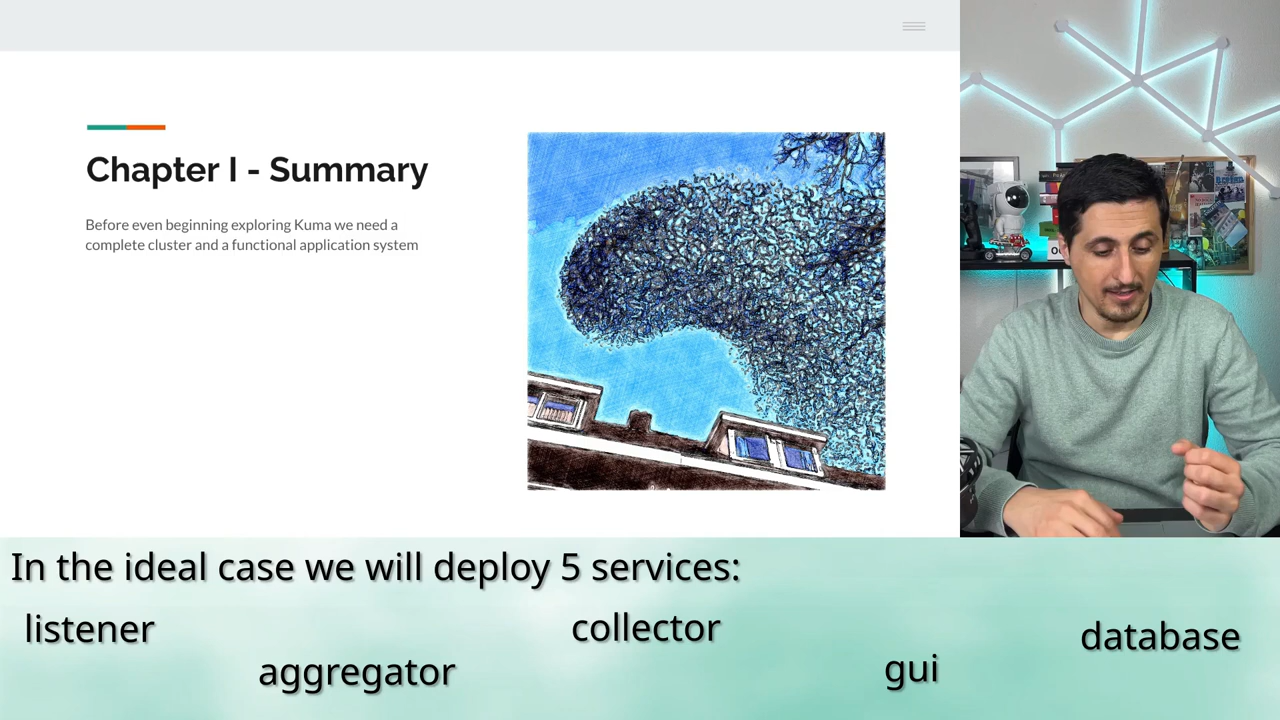 Chapter I - Summary
Before even beginning exploring Kuma we need a
complete cluster and a functional application system
In the ideal case we will deploy 5 services:
listener
aggregator
collector
gui
database